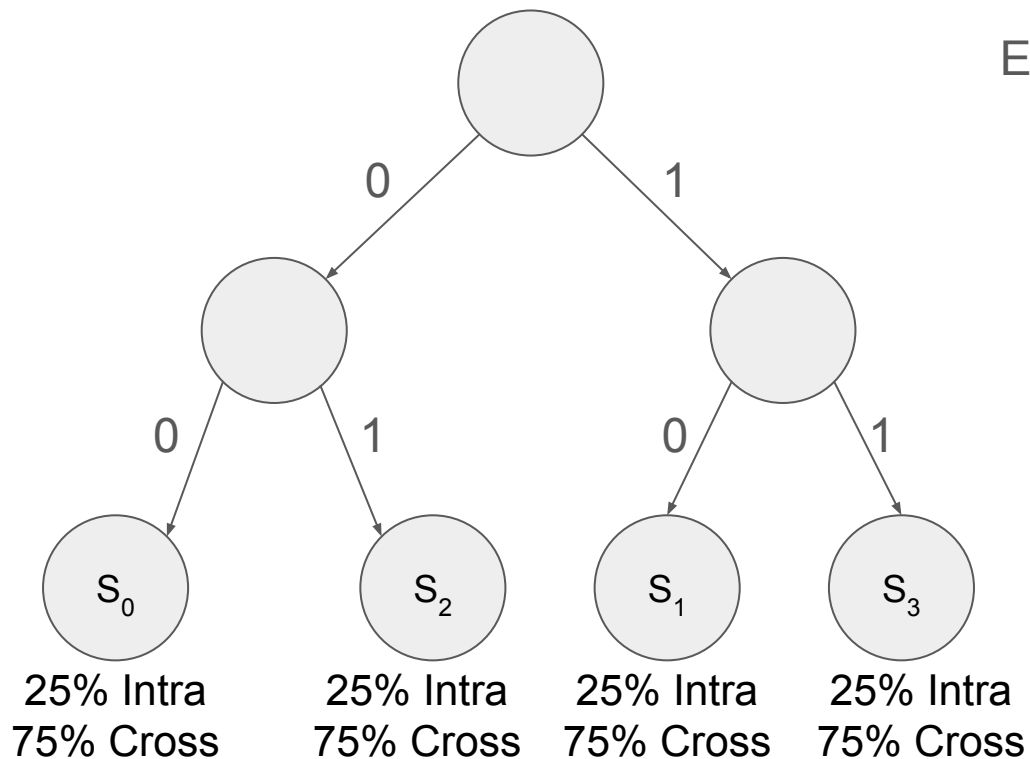 E
0 1
0 1 0 1
S₀ S₂ S₁ S₃
25% Intra 25% Intra 25% Intra 25% Intra
75% Cross 75% Cross 75% Cross 75% Cross